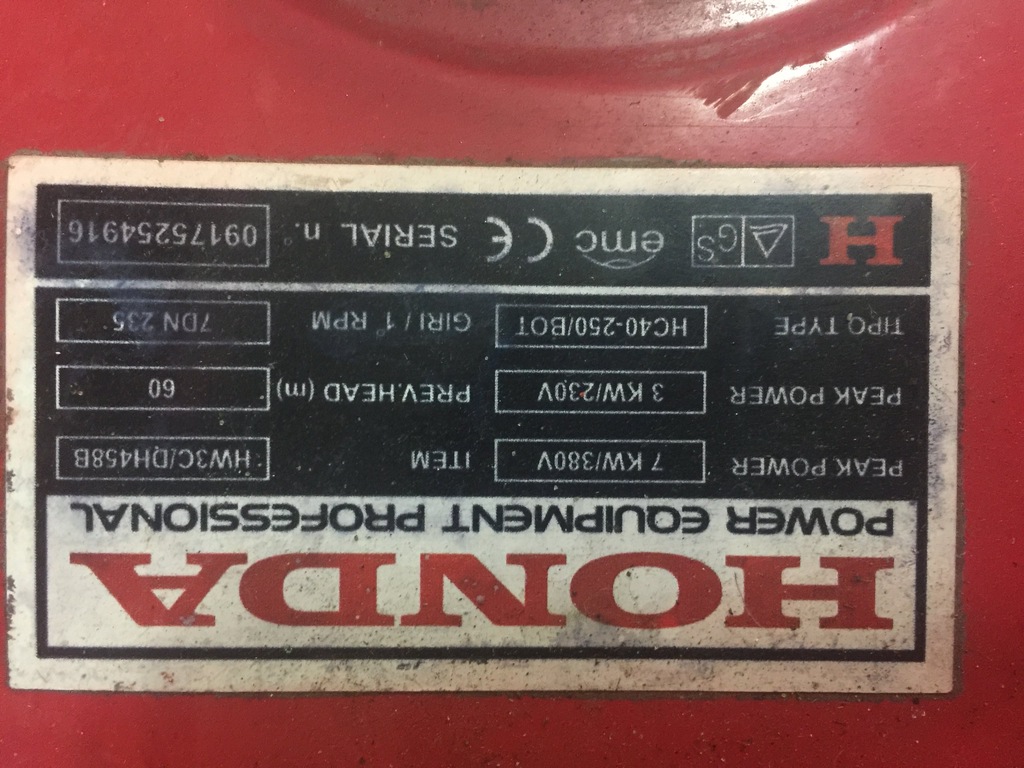 HONDA
POWER EQUIPMENT PROFESSIONAL
PEAK POWER 7 KW/380V ITEM HW3C/DH458B
PEAK POWER 3 KW/230V PREV.HEAD (m) 60
TIPQ TYPE HC40-250/BOT GIRI / 1' RPM 7DN 235
H GS emc CE SERIAL n. 09175254916